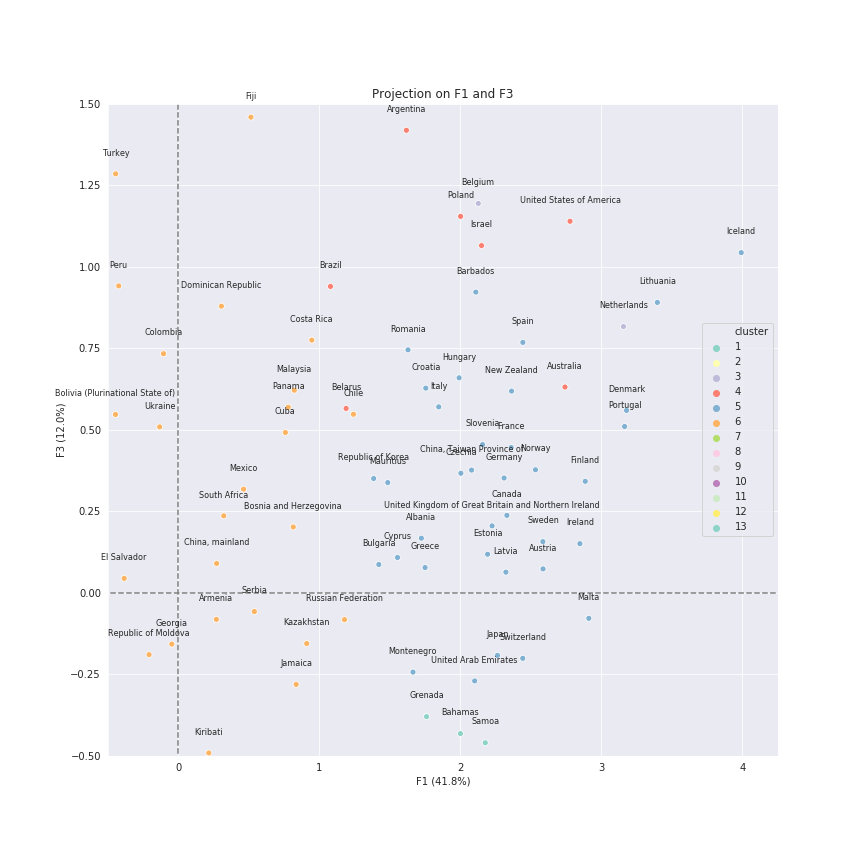 Projection on F1 and F3
Fiji
1.50
Argentina
Turkey
Belgium
1.25
Poland
United States of America
Israel
Iceland
Peru
Brazil
1.00
Barbados
Dominican Republic
Lithuania
Netherlands
Costa Rica
Spain
Romania
Colombia
cluster
0.75
Hungary
1
Malaysia
Croatia
New Zealand
Australia
2
Panama
Belarus
Italy
Denmark
3
Bolivia (Plurinational State of)
Chile
4
Ukraine
Cuba
Portugal
5
0.50
Slovenia
France
6
China, Taiwan Province of
Norway
7
Republic of Korea
Czechia
Germany
8
Mauritius
Finland
9
Mexico
10
South Africa
Canada
11
Bosnia and Herzegovina
United Kingdom of Great Britain and Northern Ireland
12
0.25
Albania
Sweden
Ireland
13
China, mainland
Cyprus
Estonia
Bulgaria
Greece
Latvia
Austria
El Salvador
0.00
Serbia
Armenia
Russian Federation
Malta
Georgia
Kazakhstan
Republic of Moldova
Japan
Switzerland
Montenegro
United Arab Emirates
−0.25
Jamaica
Grenada
Bahamas
Samoa
Kiribati
−0.50
0
1
2
3
4
F1 (41.8%)
F3 (12.0%)